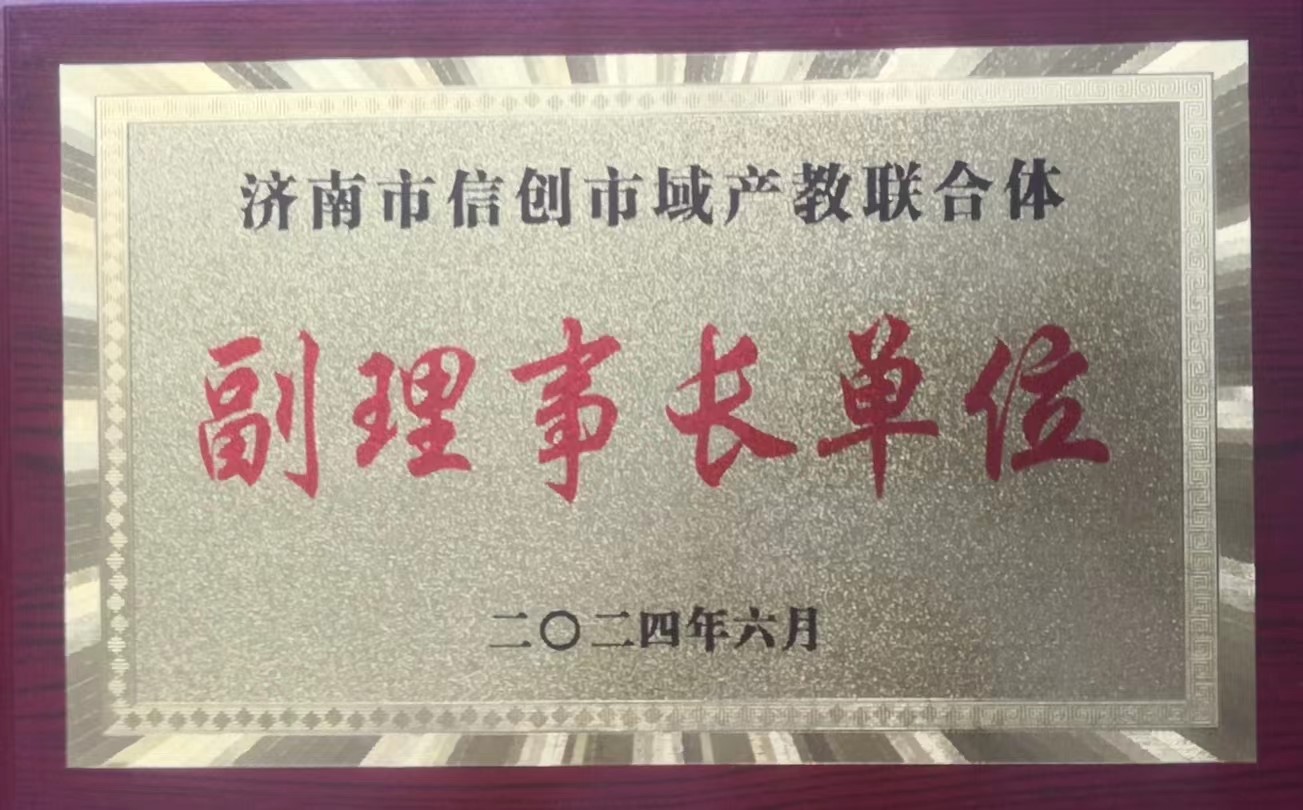 济南市信创市域产教联合体
副理事长单位
二〇二四年六月